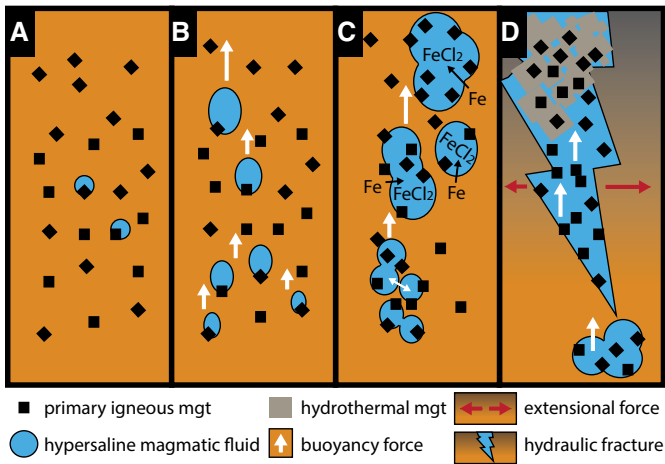 A
B
C
D
FeCl2
Fe
FeCl2
Fe
FeCl2
Fe
primary igneous mgt
hydrothermal mgt
extensional force
hypersaline magmatic fluid
buoyancy force
hydraulic fracture